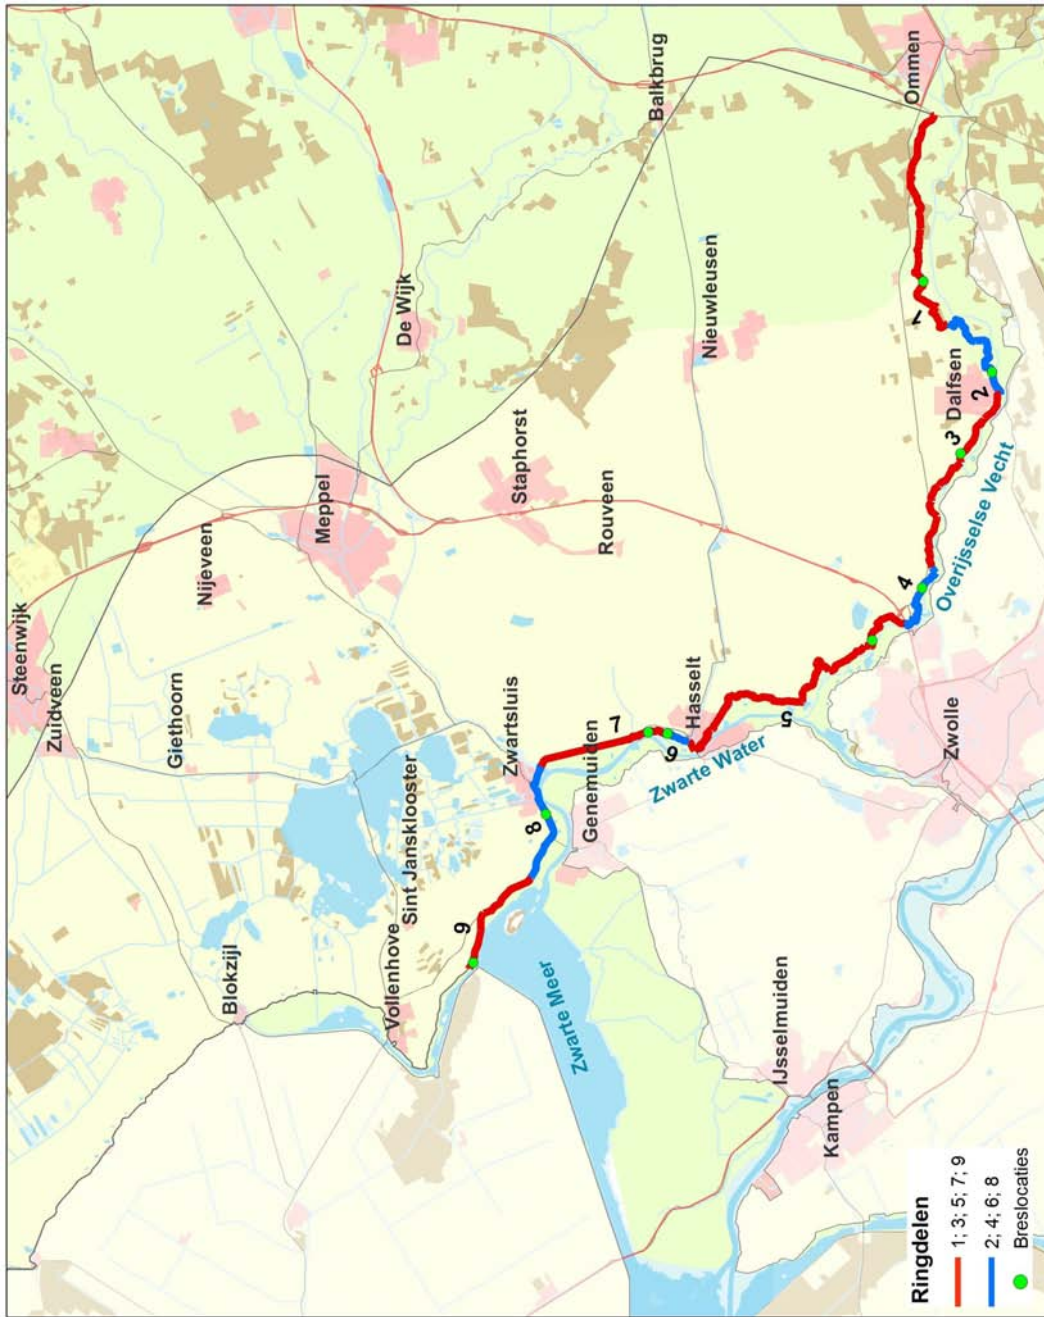 Steenwijk
Zuidveen
Giethoorn
Nijeveen
Blokzijl
Meppel
De Wijk
Balkbrug
Vollenhove
Sint Jansklooster
Zwartsluis
Staphorst
Rouveen
Nieuwleusen
Ommen
Genemuiden
Hasselt
Zwarte Meer
Zwarte Water
IJsselmuiden
Kampen
Zwolle
Dalfsen
Overijsselse Vecht
9
8
7
6
5
4
3
2
1
Ringdelen
1; 3; 5; 7; 9
2; 4; 6; 8
Breslocaties